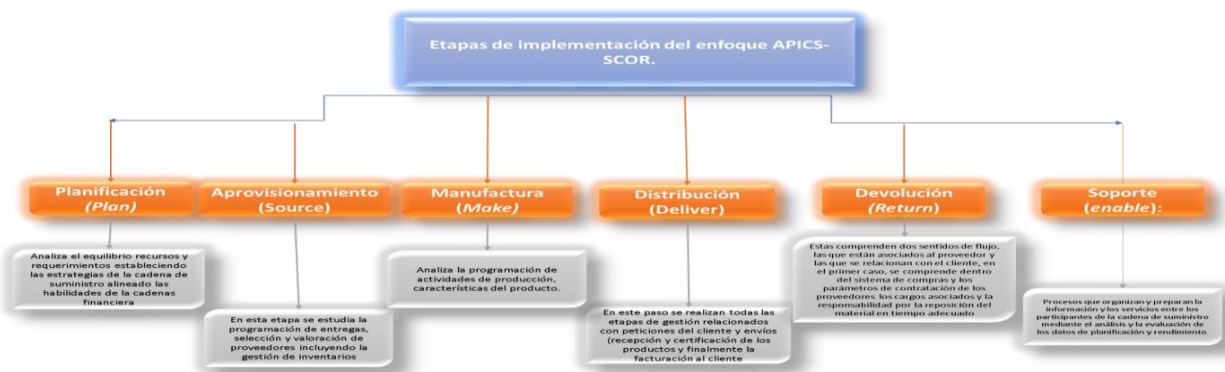 Etapas de implementación del enfoque APICS-
SCOR.
Planificación
(Plan)
Aprovisionamiento
(Source)
Manufactura
(Make)
Distribución
(Deliver)
Devolución
(Return)
Soporte
(enable):
Analiza el equilibrio recursos y
requerimientos estableciendo
las estrategias de la cadena de
suministro alineado las
habilidades de la cadenas
financiera
En esta etapa se estudia la
programación de entregas,
selección y valoración de
proveedores incluyendo la
gestión de inventarios
Analiza la programación de
actividades de producción,
características del producto.
En este paso se realizan todas las
etapas de gestión relacionados
con peticiones del cliente y envíos
(recepción y certificación de los
productos y finalmente la
facturación al cliente
Estas comprenden dos sentidos de flujo,
las que están asociados al proveedor y
las que se relacionan con el cliente, en
el primer caso, se comprende dentro
del sistema de compras y los
parámetros de contratación de los
proveedores los cargos asociados y la
responsabilidad por la reposición del
material en tiempo adecuado
Procesos que organizan y preparan la
información y los servicios entre los
participantes de la cadena de suministro
mediante el análisis y la evaluación de
los datos de planificación y rendimiento